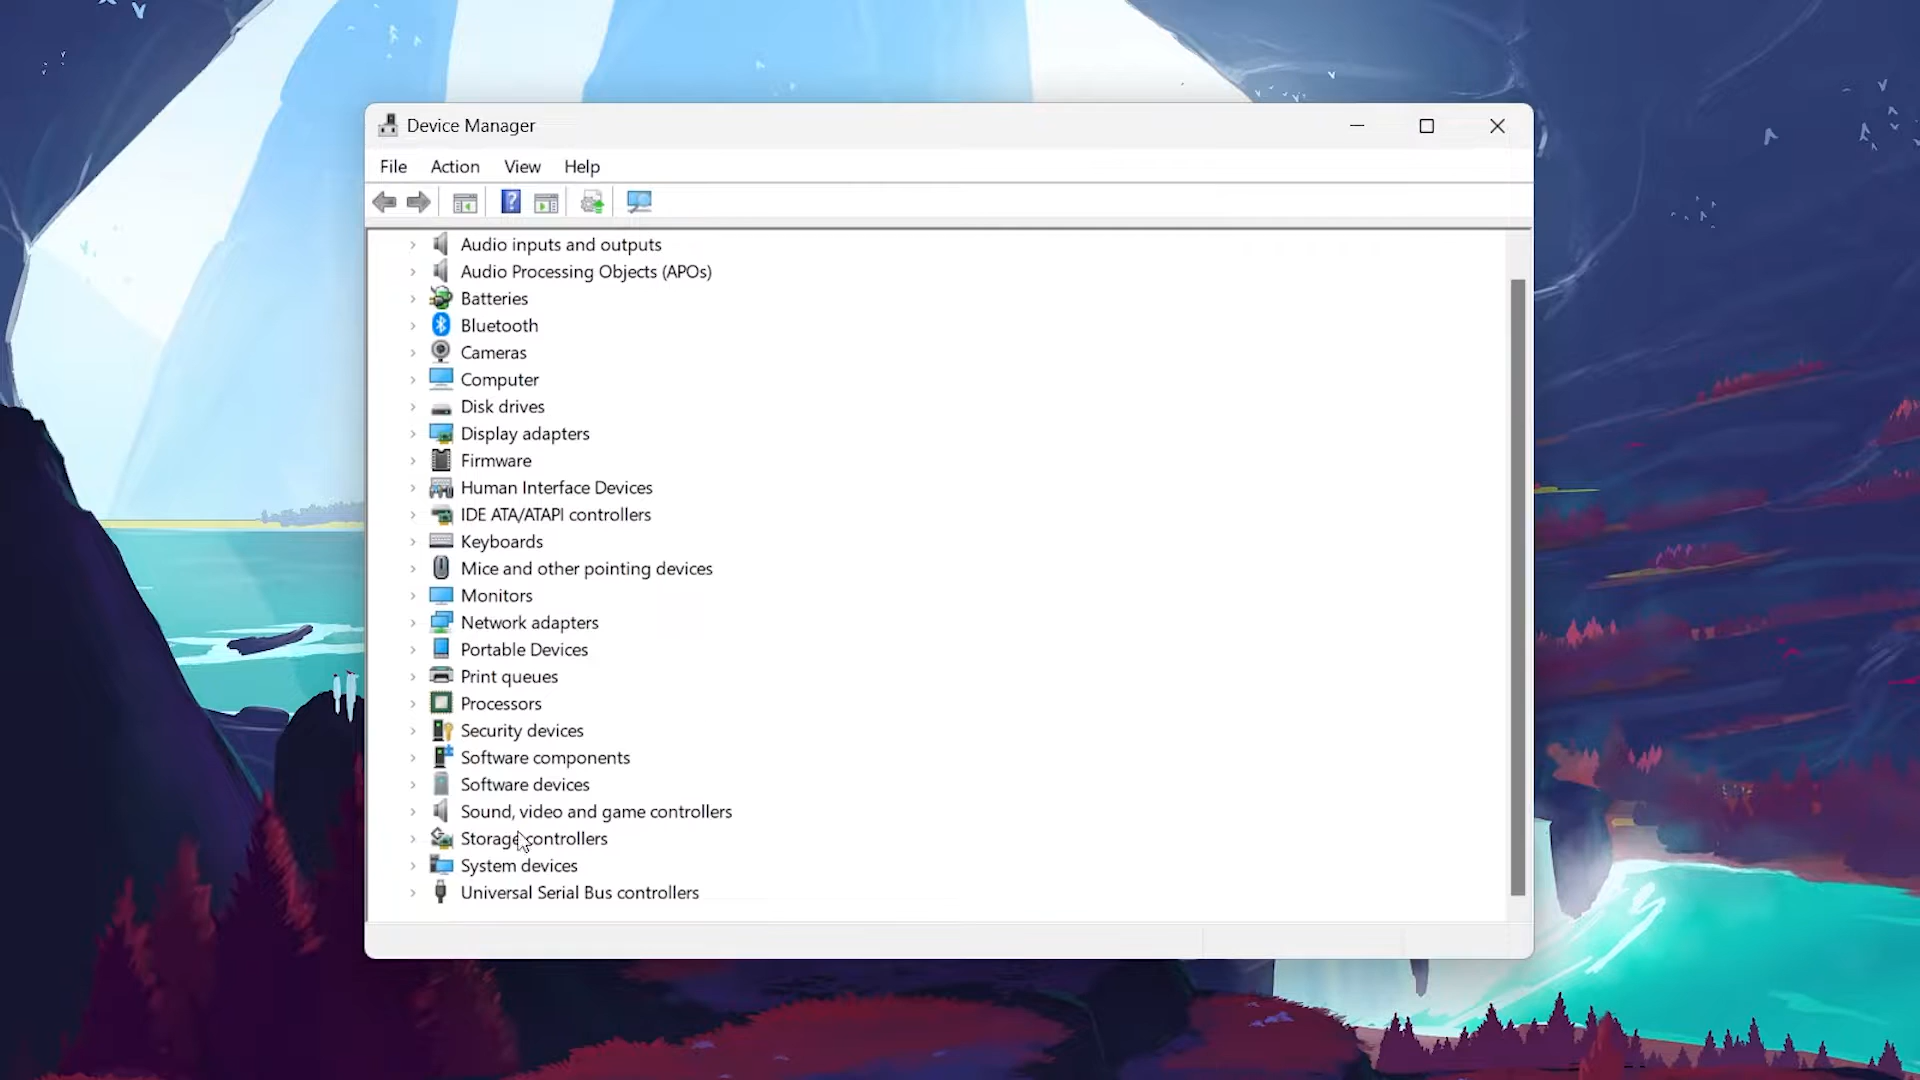 Device Manager
File Action View Help
Audio inputs and outputs
Audio Processing Objects (APOs)
Batteries
Bluetooth
Cameras
Computer
Disk drives
Display adapters
Firmware
Human Interface Devices
IDE ATA/ATAPI controllers
Keyboards
Mice and other pointing devices
Monitors
Network adapters
Portable Devices
Print queues
Processors
Security devices
Software components
Software devices
Sound, video and game controllers
Storage controllers
System devices
Universal Serial Bus controllers